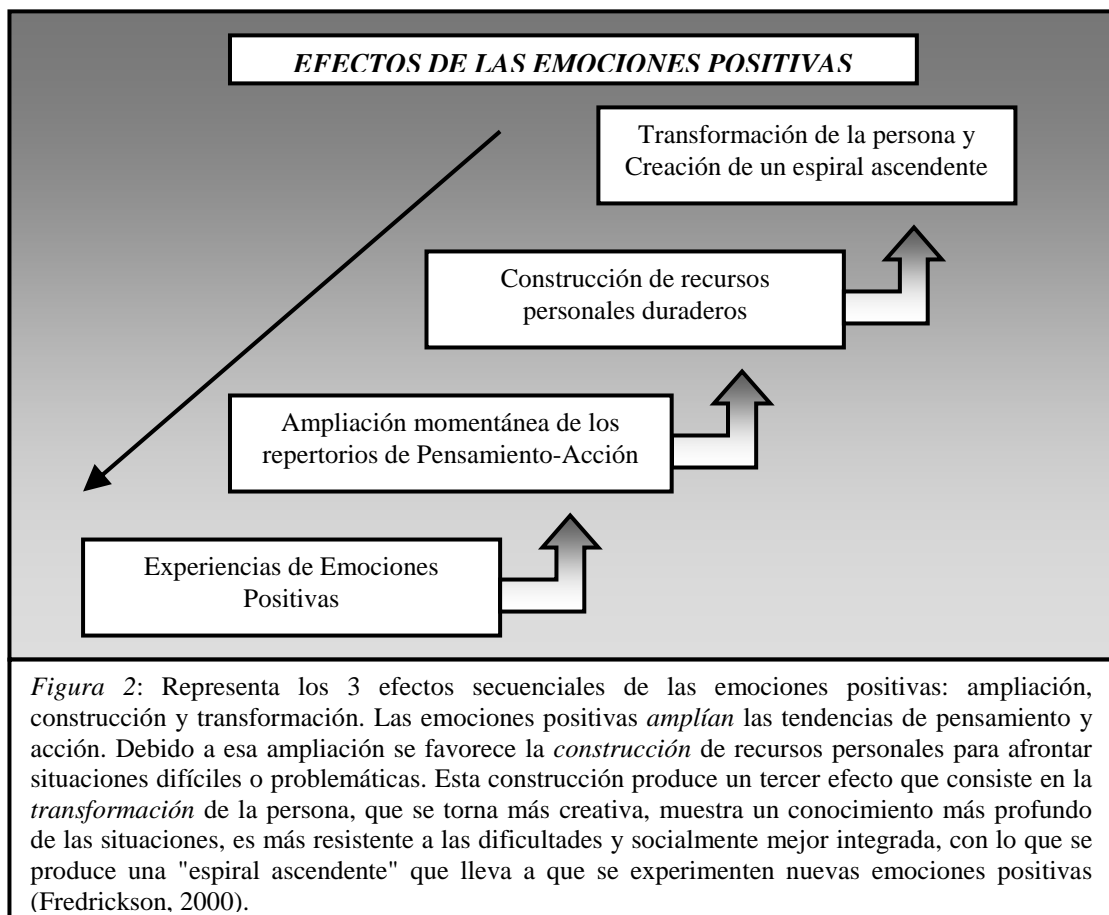 EFECTOS DE LAS EMOCIONES POSITIVAS
Transformación de la persona y
Creación de un espiral ascendente
Construcción de recursos
personales duraderos
Ampliación momentánea de los
repertorios de Pensamiento-Acción
Experiencias de Emociones
Positivas
Figura 2: Representa los 3 efectos secuenciales de las emociones positivas: ampliación,
construcción y transformación. Las emociones positivas amplían las tendencias de pensamiento y
acción. Debido a esa ampliación se favorece la construcción de recursos personales para afrontar
situaciones difíciles o problemáticas. Esta construcción produce un tercer efecto que consiste en la
transformación de la persona, que se torna más creativa, muestra un conocimiento más profundo
de las situaciones, es más resistente a las dificultades y socialmente mejor integrada, con lo que se
produce una "espiral ascendente" que lleva a que se experimenten nuevas emociones positivas
(Fredrickson, 2000).